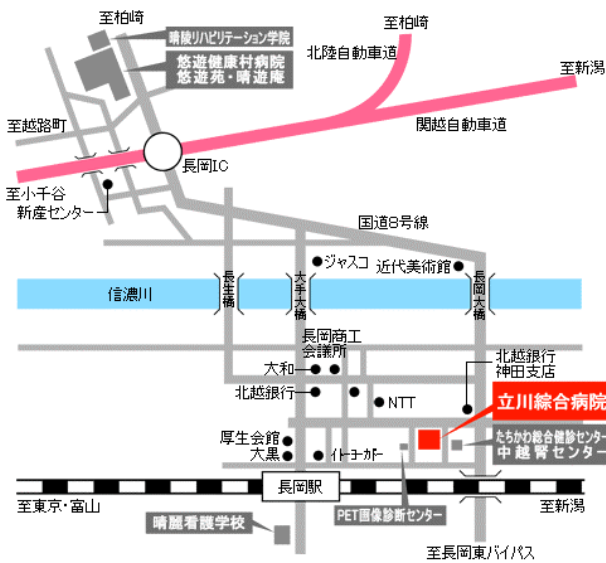 至柏崎
至柏崎
晴陵リハビリテーション学院
北陸自動車道
悠遊健康村病院
悠遊苑・晴遊庵
至新潟
至越路町
関越自動車道
長岡IC
至小千谷
新産センター
国道8号線
ジャスコ
近代美術館
信濃川
長生橋
大手大橋
長岡大橋
長岡商工
会議所
北越銀行
神田支店
大和
北越銀行
NTT
立川綜合病院
厚生会館
大黒
イトーヨーカドー
たちかわ総合健診センター
中越腎センター
長岡駅
至東京・富山
至新潟
PET画像診断センター
晴麗看護学校
至長岡東バイパス